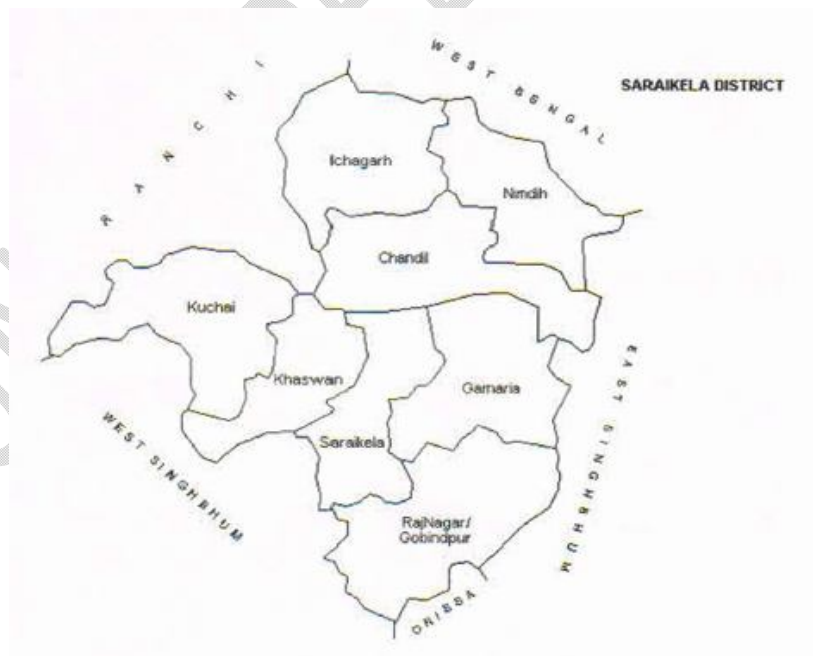 WEST BENGAL
SARAIKELA DISTRICT
RANCHI
Ichagarh
Nimdih
Chandil
Kuchai
Khaswan
Gamaria
Saraikela
EAST SINGHBHUM
WEST SINGHBHUM
RajNagar/
Gobindpur
ORISSA